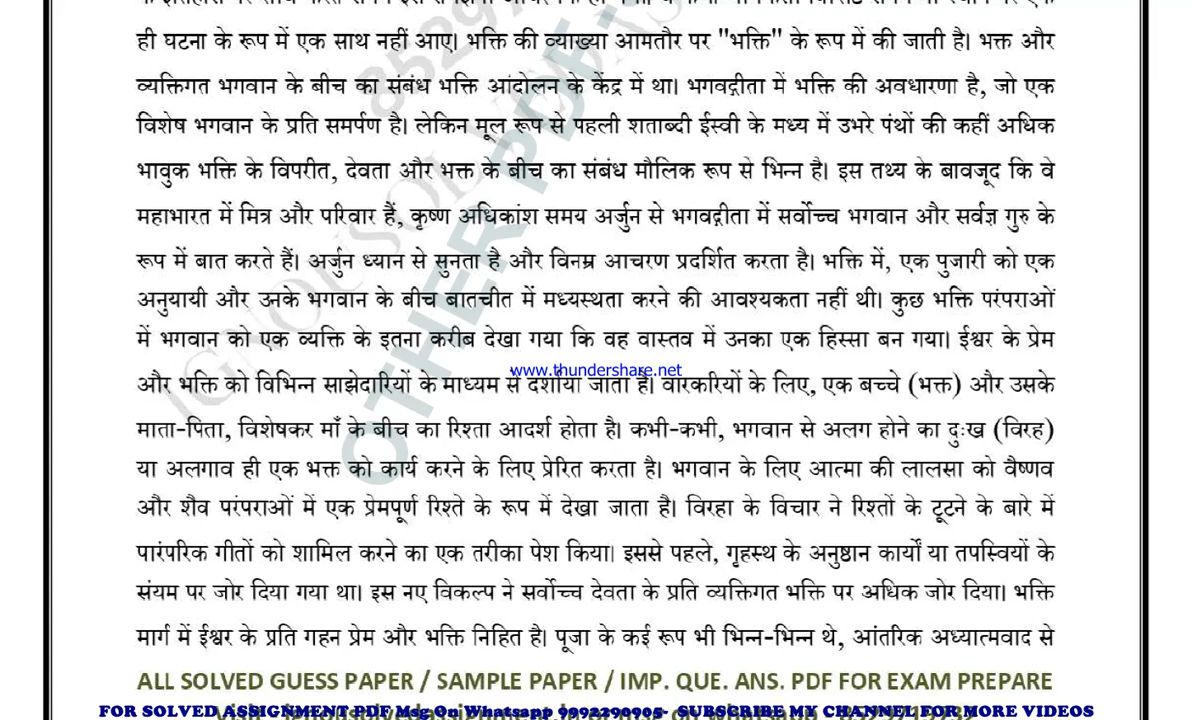 ही घटना के रूप में एक साथ नहीं आए। भक्ति की व्याख्या आमतौर पर "भक्ति" के रूप में की जाती है। भक्त और
व्यक्तिगत भगवान के बीच का संबंध भक्ति आंदोलन के केंद्र में था। भगवद्गीता में भक्ति की अवधारणा है, जो एक
विशेष भगवान के प्रति समर्पण है। लेकिन मूल रूप से पहली शताब्दी ईस्वी के मध्य में उभरे पंथों की कहीं अधिक
भावुक भक्ति के विपरीत, देवता और भक्त के बीच का संबंध मौलिक रूप से भिन्न है। इस तथ्य के बावजूद कि वे
महाभारत में मित्र और परिवार हैं, कृष्ण अधिकांश समय अर्जुन से भगवद्गीता में सर्वोच्च भगवान और सर्वज्ञ गुरु के
रूप में बात करते हैं। अर्जुन ध्यान से सुनता है और विनम्र आचरण प्रदर्शित करता है। भक्ति में, एक पुजारी को एक
अनुयायी और उनके भगवान के बीच बातचीत में मध्यस्थता करने की आवश्यकता नहीं थी। कुछ भक्ति परंपराओं
में भगवान को एक व्यक्ति के इतना करीब देखा गया कि वह वास्तव में उनका एक हिस्सा बन गया। ईश्वर के प्रेम
www.thundershare.net
और भक्ति को विभिन्न साझेदारियों के माध्यम से दर्शाया जाता है। वारकरियों के लिए, एक बच्चे (भक्त) और उसके
माता-पिता, विशेषकर माँ के बीच का रिश्ता आदर्श होता है। कभी-कभी, भगवान से अलग होने का दुःख (विरह)
या अलगाव ही एक भक्त को कार्य करने के लिए प्रेरित करता है। भगवान के लिए आत्मा की लालसा को वैष्णव
और शैव परंपराओं में एक प्रेमपूर्ण रिश्ते के रूप में देखा जाता है। विरहा के विचार ने रिश्तों के टूटने के बारे में
पारंपरिक गीतों को शामिल करने का एक तरीका पेश किया। इससे पहले, गृहस्थ के अनुष्ठान कार्यों या तपस्वियों के
संयम पर जोर दिया गया था। इस नए विकल्प ने सर्वोच्च देवता के प्रति व्यक्तिगत भक्ति पर अधिक जोर दिया। भक्ति
मार्ग में ईश्वर के प्रति गहन प्रेम और भक्ति निहित है। पूजा के कई रूप भी भिन्न-भिन्न थे, आंतरिक अध्यात्मवाद से
ALL SOLVED GUESS PAPER / SAMPLE PAPER / IMP. QUE. ANS. PDF FOR EXAM PREPARE
FOR SOLVED ASSIGNMENT PDF Msg On Whatsapp 9992290905- SUBSCRIBE MY CHANNEL FOR MORE VIDEOS